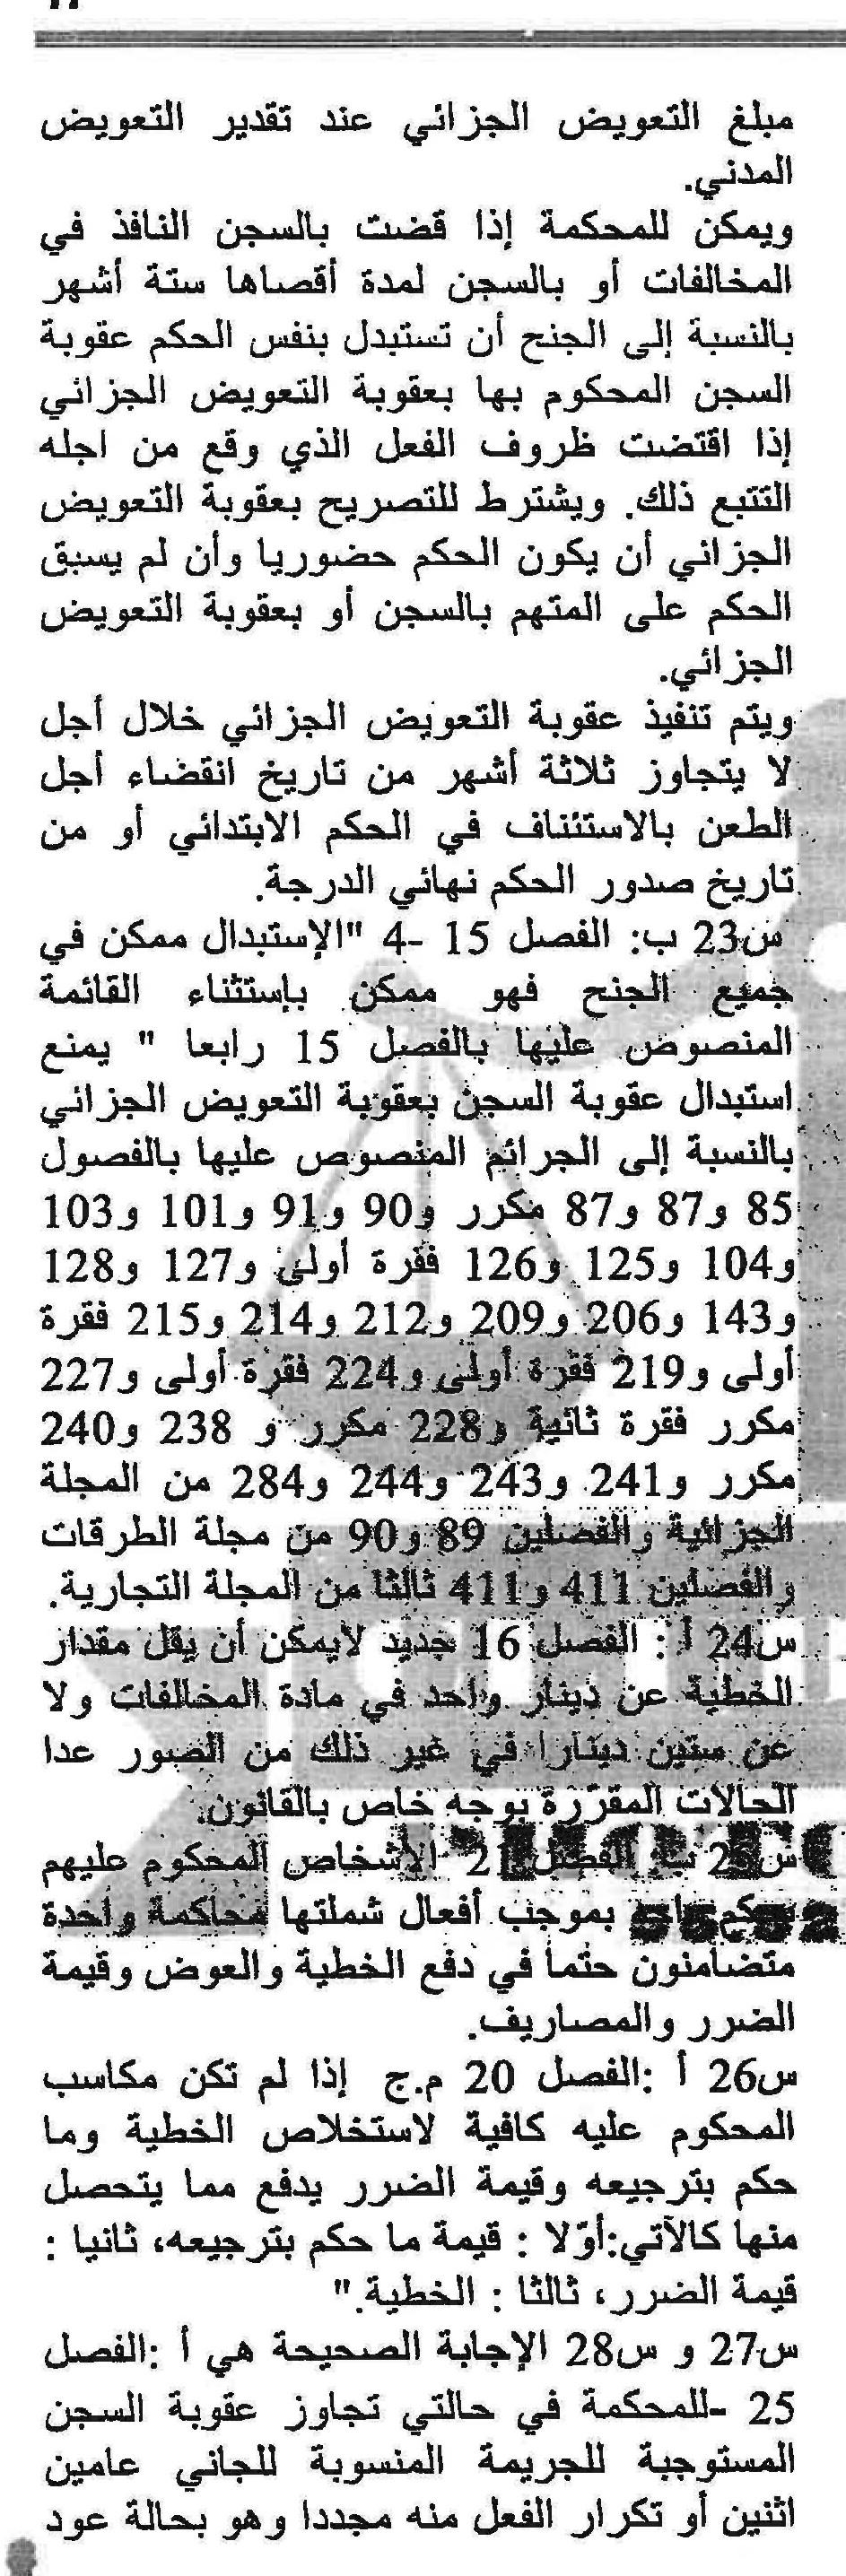 مبلغ التعويض الجزائي عند تقدير التعويض
المدني.
ويمكن للمحكمة إذا قضت بالسجن النافذ في
المخالفات أو بالسجن لمدة أقصاها ستة أشهر
بالنسبة إلى الجنح أن تستبدل بنفس الحكم عقوبة
السجن المحكوم بها بعقوبة التعويض الجزائي
إذا اقتضت ظروف الفعل الذي وقع من اجله
التتبع ذلك. ويشترط للتصريح بعقوبة التعويض
الجزائي أن يكون الحكم حضوريا وأن لم يسبق
الحكم على المتهم بالسجن أو بعقوبة التعويض
الجزائي.
ويتم تنفيذ عقوبة التعويض الجزائي خلال أجل
لا يتجاوز ثلاثة أشهر من تاريخ انقضاء أجل
الطعن بالاستئناف في الحكم الابتدائي أو من
تاريخ صدور الحكم نهائي الدرجة.
س23 ب: الفصل 15 -4 "الإستبدال ممكن في
جميع الجنح فهو ممكن بإستثناء القائمة
المنصوص عليها بالفصل 15 رابعا " يمنع
استبدال عقوبة السجن بعقوبة التعويض الجزائي
بالنسبة إلى الجرائم المنصوص عليها بالفصول
85 و87 و87 مكرر و90 و91 و101 و103
و104 و125 و126 فقرة أولى و127 و128
و143 و206 و209 و212 و214 و215 فقرة
أولى و219 فقرة أولى و224 فقرة أولى و227
مكرر فقرة ثانية و228 مكرر و 238 و240
مكرر و241 و243 و244 و284 من المجلة
الجزائية والفصلين 89 و90 من مجلة الطرقات
والفصلين 411 و411 ثالثا من المجلة التجارية.
س24 أ : الفصل 16 جديد لايمكن أن يقل مقدار
الخطية عن دينار واحد في مادة المخالفات ولا
عن ستين دينارا في غير ذلك من الصور عدا
الحالات المقرّرة بوجه خاص بالقانون.
س25 ب: الفصل 21 الأشخاص المحكوم عليهم
بموجب أفعال شملتها محاكمة واحدة
متضامنون حتما في دفع الخطية والعوض وقيمة
الضرر والمصاريف.
س26 أ :الفصل 20 م.ج إذا لم تكن مكاسب
المحكوم عليه كافية لاستخلاص الخطية وما
حكم بترجيعه وقيمة الضرر يدفع مما يتحصل
منها كالآتي:أوّلا : قيمة ما حكم بترجيعه، ثانيا :
قيمة الضرر، ثالثا : الخطية."
س27 و س28 الإجابة الصحيحة هي أ :الفصل
25 -للمحكمة في حالتي تجاوز عقوبة السجن
المستوجبة للجريمة المنسوبة للجاني عامين
اثنين أو تكرار الفعل منه مجددا وهو بحالة عود